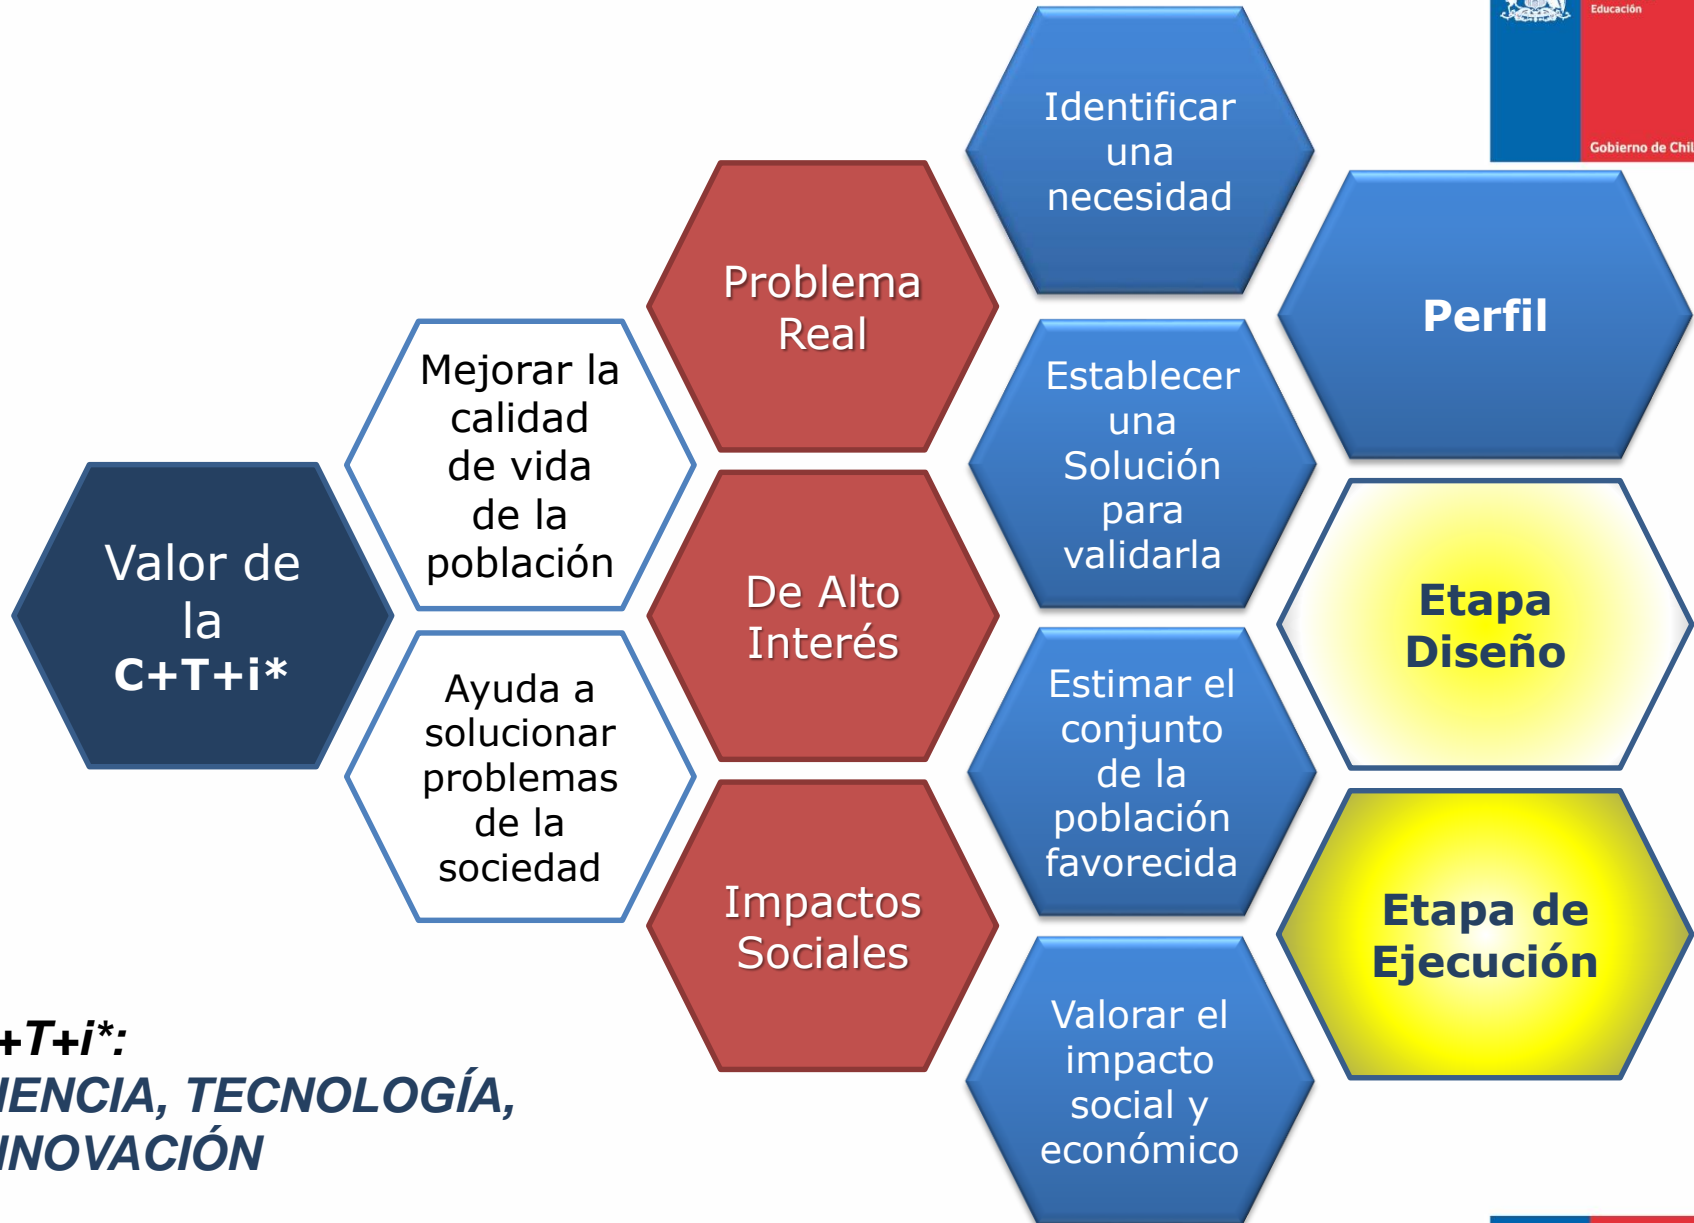 Educación
Gobierno de Chil
Identificar
una
necesidad
Problema
Real
Perfil
Mejorar la
calidad
de vida
de la
población
Establecer
una
Solución
para
validarla
Valor de
la
C+T+i*
De Alto
Interés
Etapa
Diseño
Ayuda a
solucionar
problemas
de la
sociedad
Estimar el
conjunto
de la
población
favorecida
Impactos
Sociales
Etapa de
Ejecución
Valorar el
impacto
social y
económico
+T+i*:
IENCIA, TECNOLOGÍA,
NNOVACIÓN